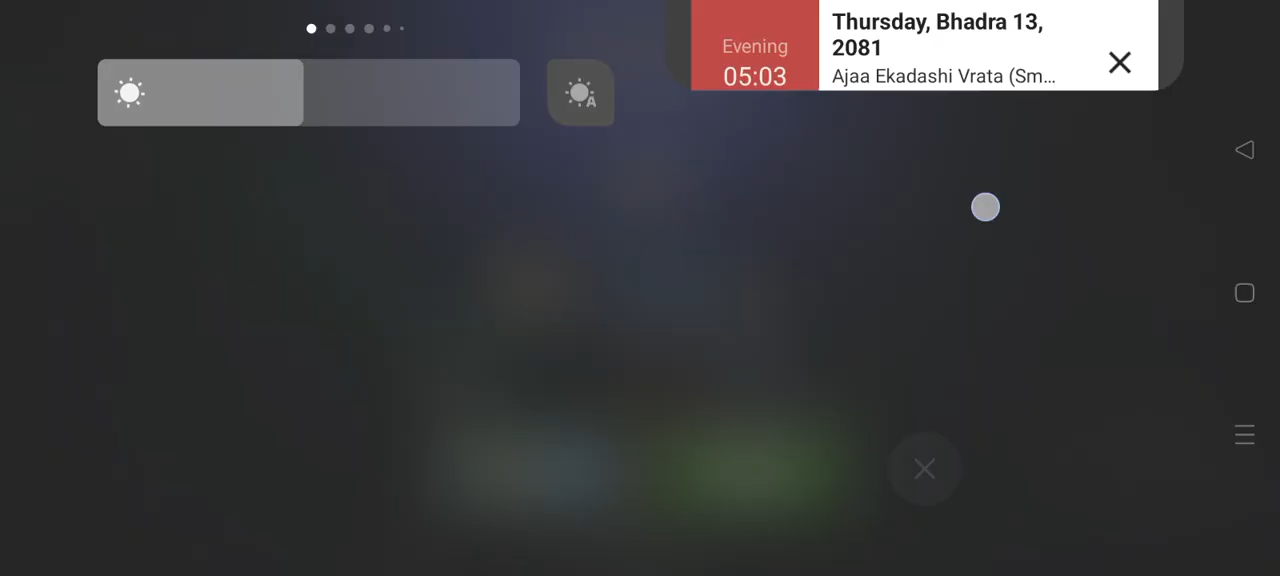 Evening
05:03
Thursday, Bhadra 13,
2081
Ajaa Ekadashi Vrata (Sm...
A